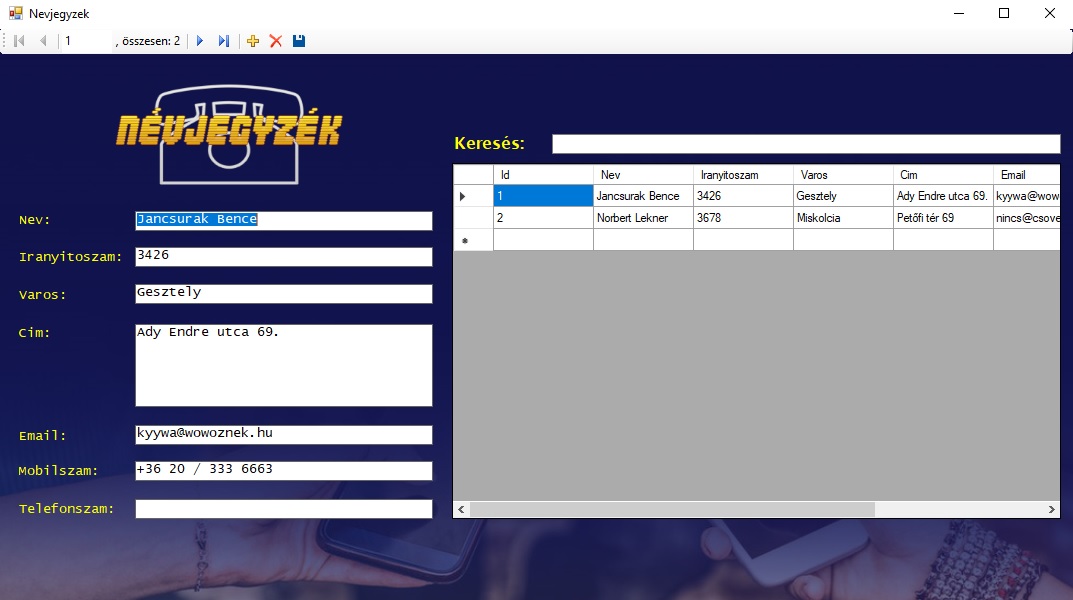 Nevjegyzek
1 , összesen: 2
NÉVJEGYZÉK
Keresés:
Id Nev Iranyitoszam Varos Cim Email
1 Jancsurak Bence 3426 Gesztely Ady Endre utca 69. kyywa@wow
2 Norbert Lekner 3678 Miskolcia Petőfi tér 69 nincs@csove
Nev: Jancsurak Bence
Iranyitoszam: 3426
Varos: Gesztely
Cim: Ady Endre utca 69.
Email: kyywa@wowoznek.hu
Mobilszam: +36 20 / 333 6663
Telefonszam: